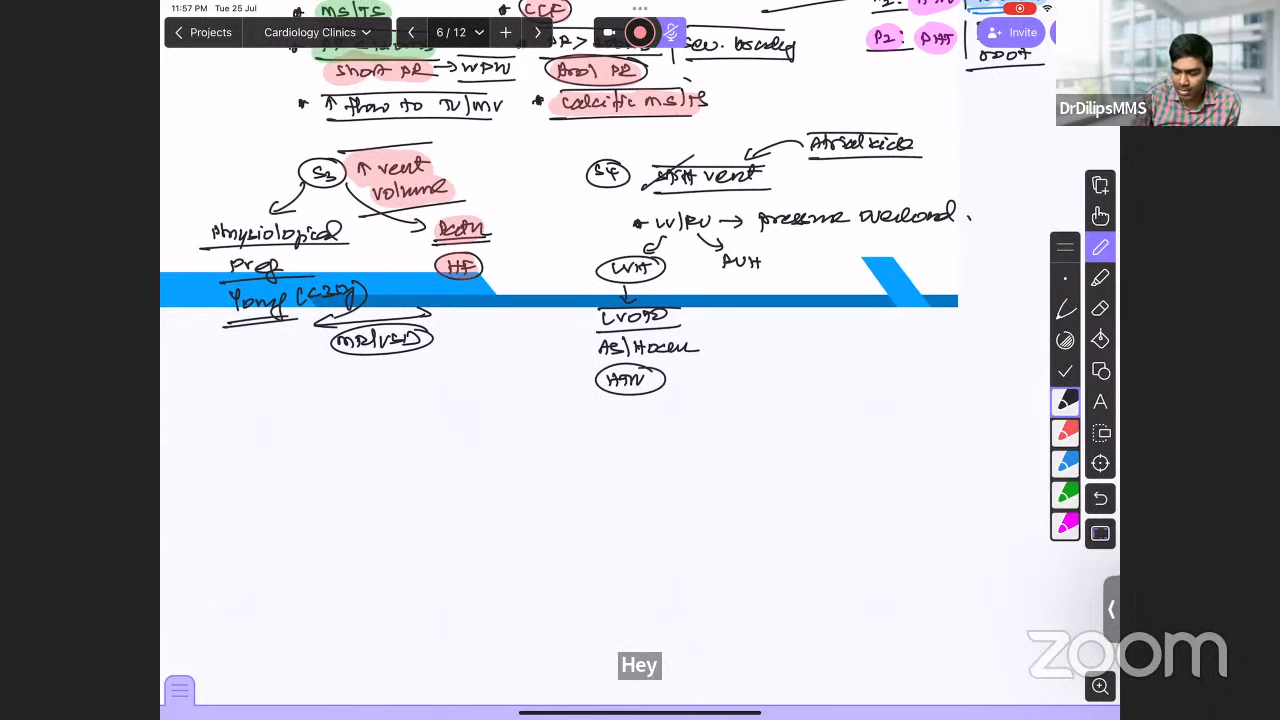 11:57 PM Tue 25 Jul
MS/TS
CCF
Projects
Cardiology Clinics
6 / 12
Invite
P2: PHT
Short PR → WPW
prol PR
↑ flow to TV/MV
calcific MS/TS
DrDilipsMMS
S3 ↑ vent volume
S4
Atrial kick
Physiological
Preg
Young (<30y)
HF
MR/VSD
LV/RV → pressure overload
LVH
RVH
LVOTO
AS/HOCM
HTN
Hey
zoom